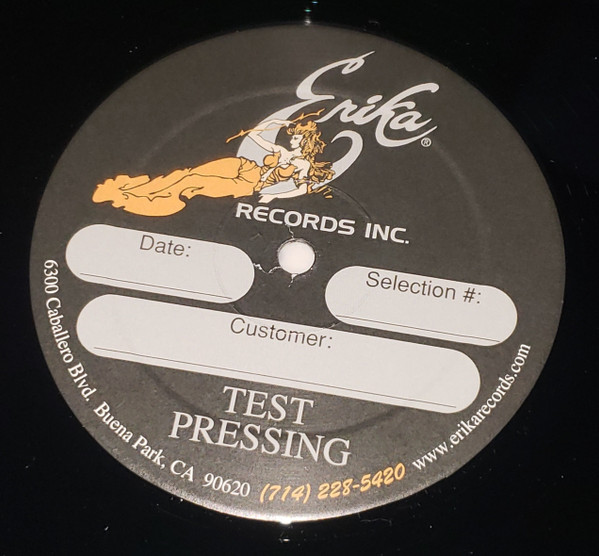 Erika®
RECORDS INC.
Date:
Selection #:
Customer:
TEST
PRESSING
6300 Caballero Blvd. Buena Park, CA 90620 (714) 228-5420 www.erikarecords.com